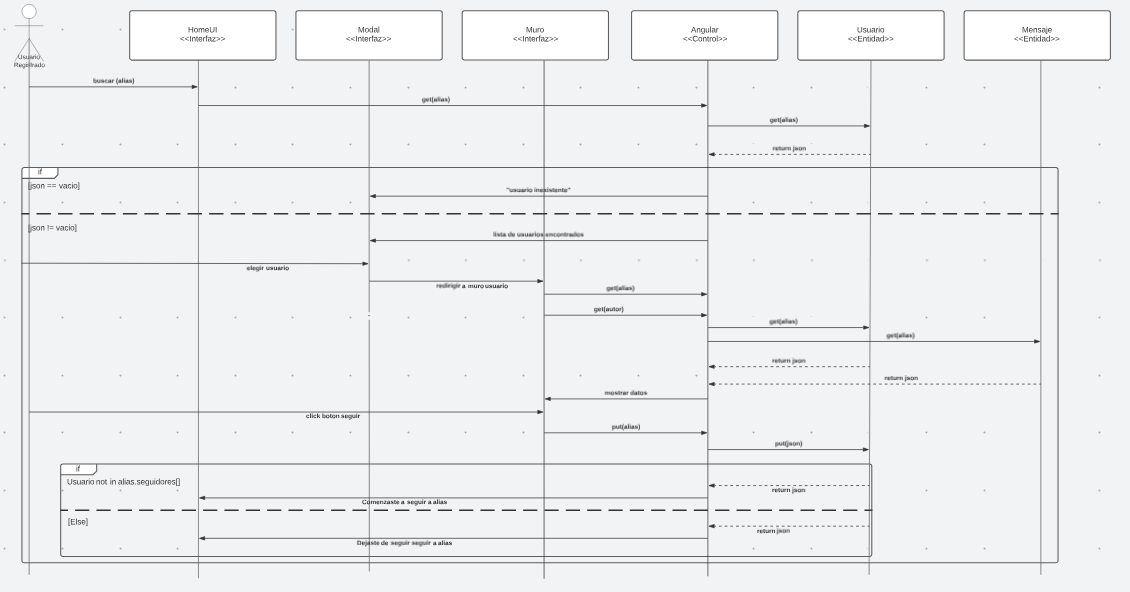 HomeUI
<<Interfaz>>
Modal
<<Interfaz>>
Muro
<<Interfaz>>
Angular
<<Control>>
Usuario
<<Entidad>>
Mensaje
<<Entidad>>
Usuario
Registrado
buscar (alias)
get(alias)
get(alias)
return json
if
[json == vacio]
"usuario inexistente"
[json != vacio]
lista de usuarios encontrados
elegir usuario
redirigir a muro usuario
get(alias)
get(autor)
get(alias)
get(alias)
return json
return json
mostrar datos
click boton seguir
put(alias)
put(json)
if
Usuario not in alias.seguidores[]
return json
Comenzaste a seguir a alias
[Else]
return json
Dejaste de seguir seguir a alias